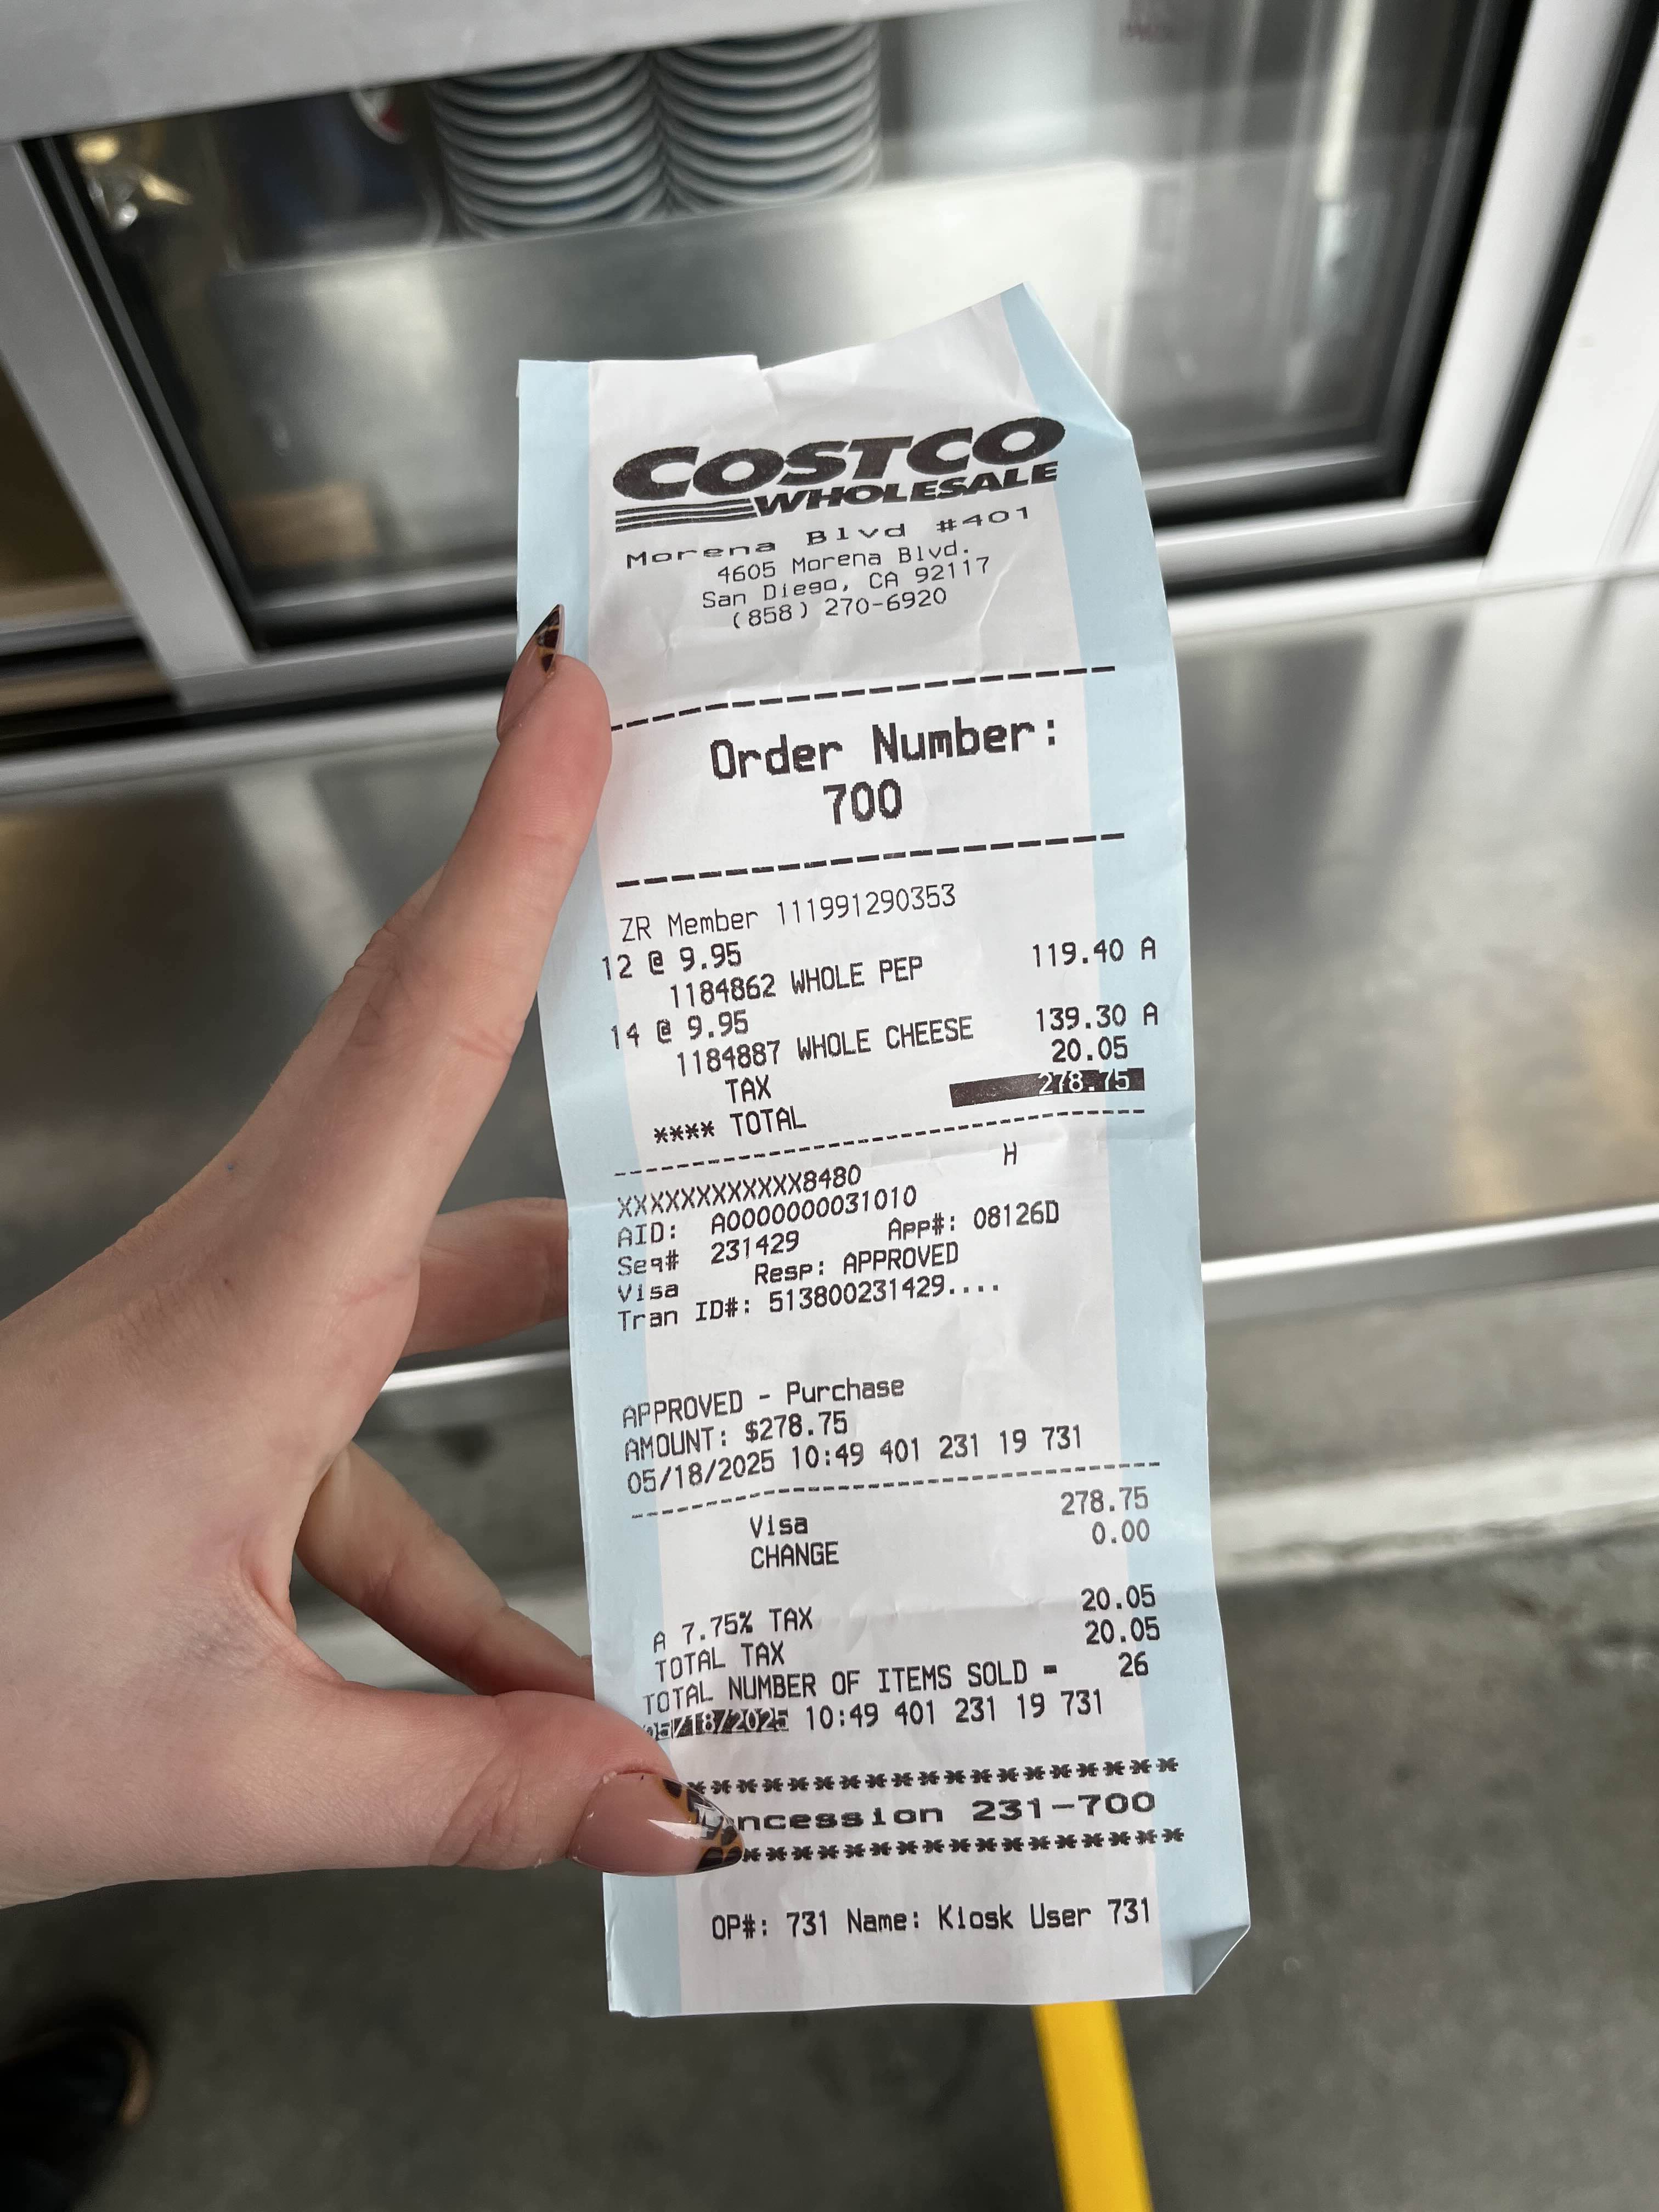 COSTCO
WHOLESALE
Morena Blvd #401
4605 Morena Blvd.
San Diego, CA 92117
(858) 270-6920
Order Number:
700
ZR Member 111991290353
12 @ 9.95
1184862 WHOLE PEP 119.40 A
14 @ 9.95
1184887 WHOLE CHEESE 139.30 A
TAX 20.05
**** TOTAL 278.75
XXXXXXXXXXXX8480 H
AID: A0000000031010
Seq# 231429 App#: 08126D
Visa Resp: APPROVED
Tran ID#: 513800231429....
APPROVED - Purchase
AMOUNT: $278.75
05/18/2025 10:49 401 231 19 731
Visa 278.75
CHANGE 0.00
A 7.75% TAX 20.05
TOTAL TAX 20.05
TOTAL NUMBER OF ITEMS SOLD = 26
05/18/2025 10:49 401 231 19 731
*******************
ncession 231-700
*****************
OP#: 731 Name: Kiosk User 731